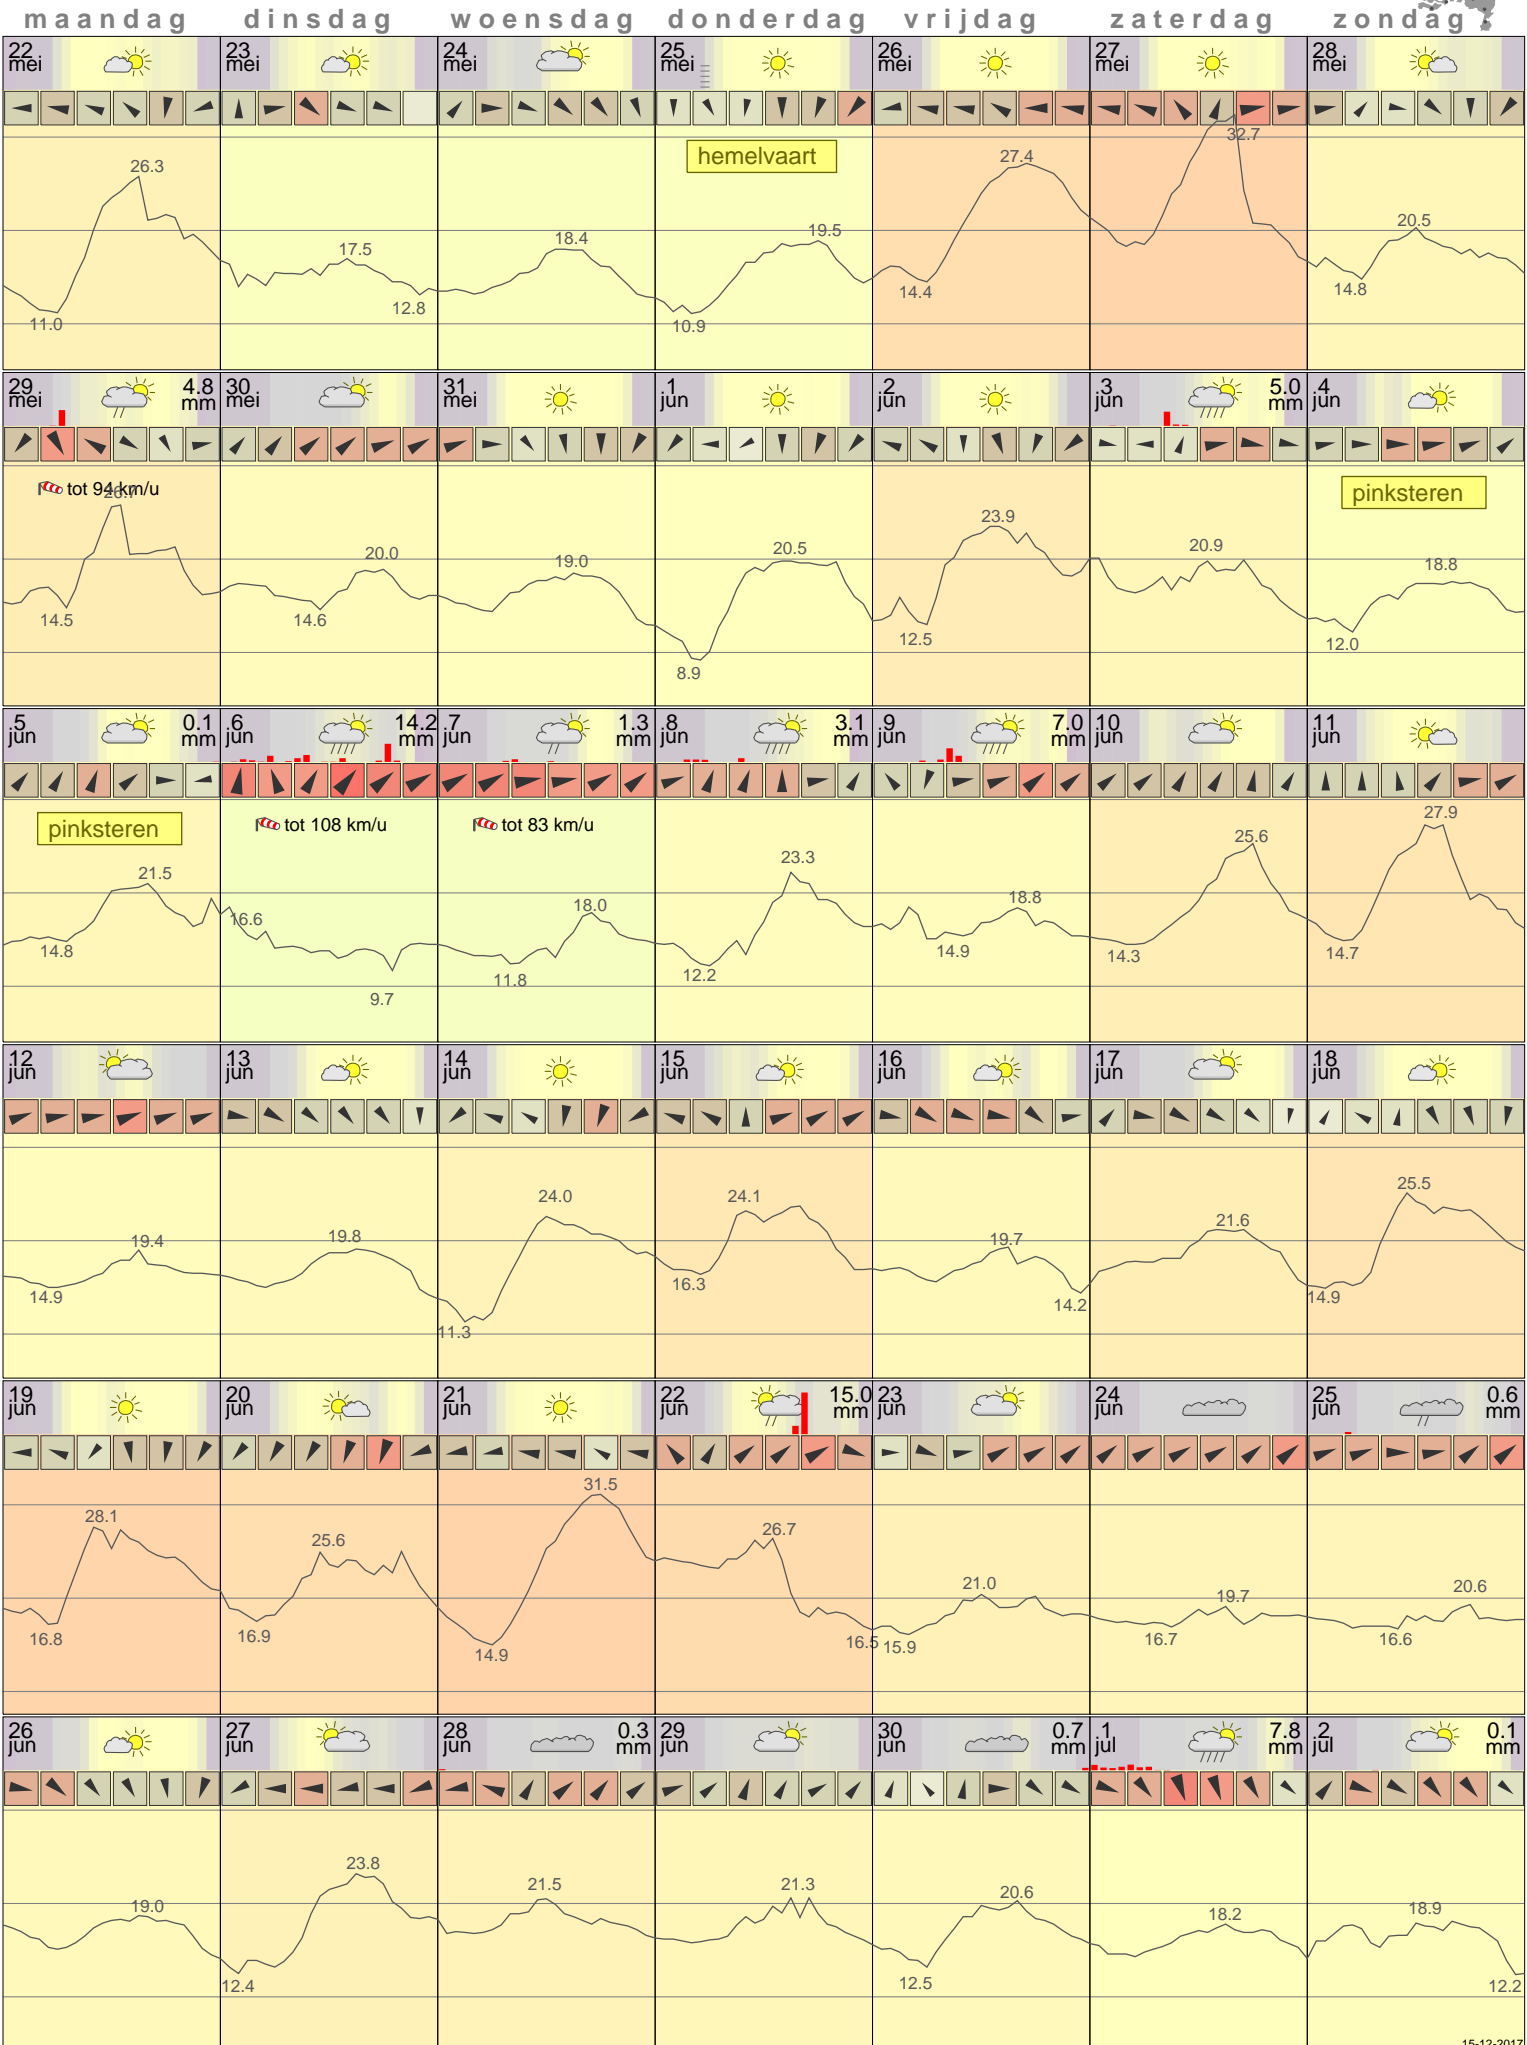 maandag dinsdag woensdag donderdag vrijdag zaterdag zondag
22 mei 23 mei 24 mei 25 mei 26 mei 27 mei 28 mei
hemelvaart
26.3 11.0 17.5 12.8 18.4 19.5 10.9 27.4 14.4 32.7 20.5 14.8
29 mei 4.8 mm 30 mei 31 mei .1 jun .2 jun .3 jun 5.0 mm .4 jun
tot 94 km/u pinksteren
26.7 14.5 20.0 14.6 19.0 20.5 8.9 23.9 12.5 20.9 18.8 12.0
.5 jun 0.1 mm .6 jun 14.2 mm .7 jun 1.3 mm .8 jun 3.1 mm .9 jun 7.0 mm 10 jun 11 jun
pinksteren tot 108 km/u tot 83 km/u
21.5 14.8 16.6 9.7 18.0 11.8 23.3 12.2 18.8 14.9 25.6 14.3 27.9 14.7
12 jun 13 jun 14 jun 15 jun 16 jun 17 jun 18 jun
19.4 14.9 19.8 24.0 11.3 24.1 16.3 19.7 14.2 21.6 25.5 14.9
19 jun 20 jun 21 jun 22 jun 15.0 mm 23 jun 24 jun 25 jun 0.6 mm
28.1 16.8 25.6 16.9 31.5 14.9 26.7 16.5 21.0 15.9 19.7 16.7 20.6 16.6
26 jun 27 jun 28 jun 0.3 mm 29 jun 30 jun 0.7 mm .1 jul 7.8 mm .2 jul 0.1 mm
19.0 23.8 12.4 21.5 21.3 20.6 12.5 18.2 18.9 12.2
15-12-2017